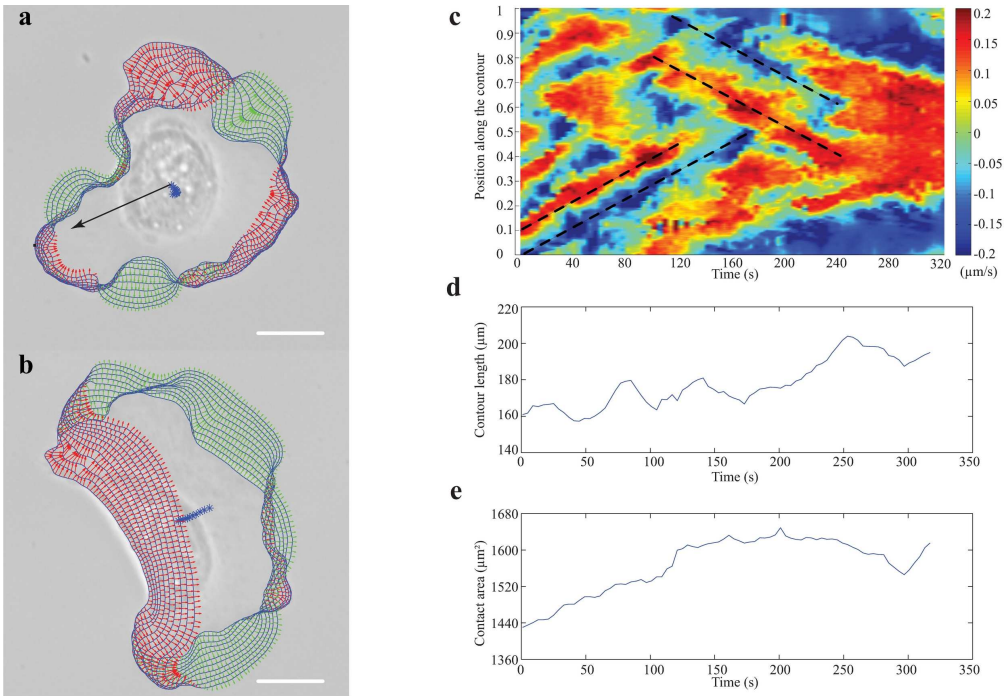 a
b
c
Position along the contour
1
0.9
0.8
0.7
0.6
0.5
0.4
0.3
0.2
0.1
0
0 40 80 120 160 200 240 280 320
Time (s)
0.2
0.15
0.1
0.05
0
-0.05
-0.1
-0.15
-0.2
(µm/s)
d
Contour length (µm)
220
200
180
160
140
0 50 100 150 200 250 300 350
Time (s)
e
Contact area (µm²)
1680
1600
1520
1440
1360
0 50 100 150 200 250 300 350
Time (s)